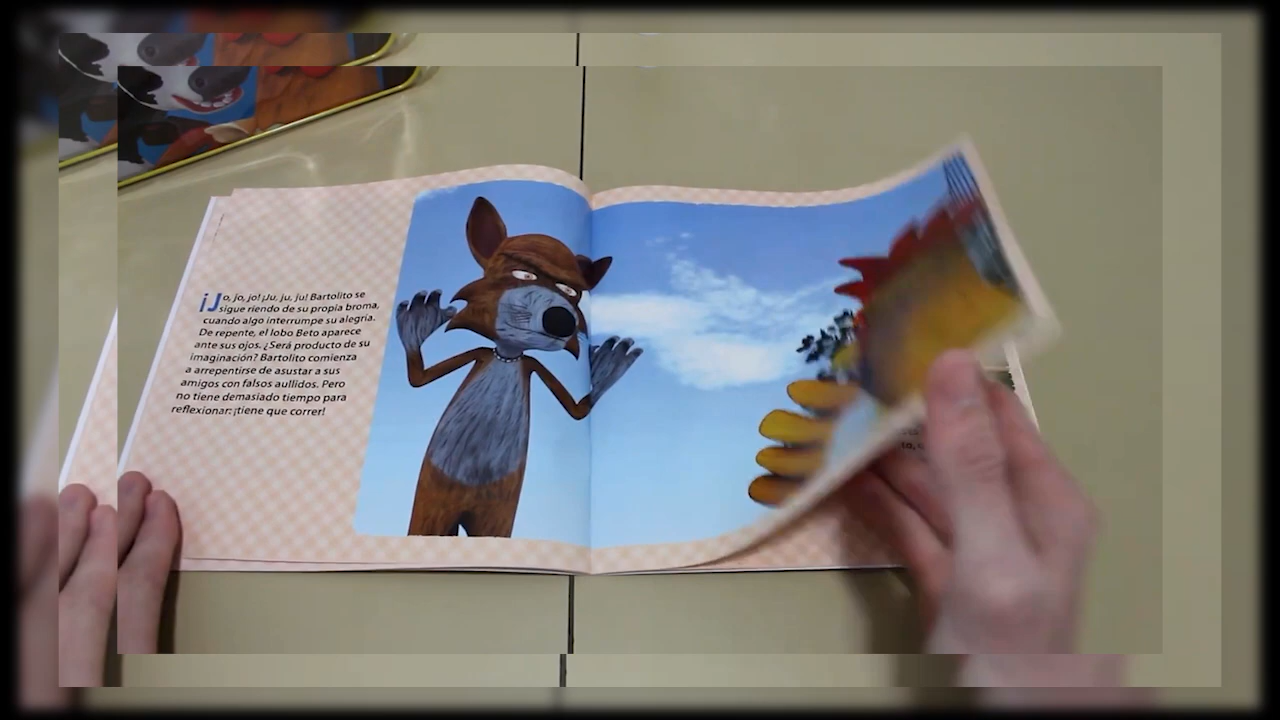 ¡Jo, jo, jo! ¡Ju, ju, ju! Bartolito se
sigue riendo de su propia broma,
cuando algo interrumpe su alegría.
De repente, el lobo Beto aparece
ante sus ojos. ¿Será producto de su
imaginación? Bartolito comienza
a arrepentirse de asustar a sus
amigos con falsos aullidos. Pero
no tiene demasiado tiempo para
reflexionar: ¡tiene que correr!